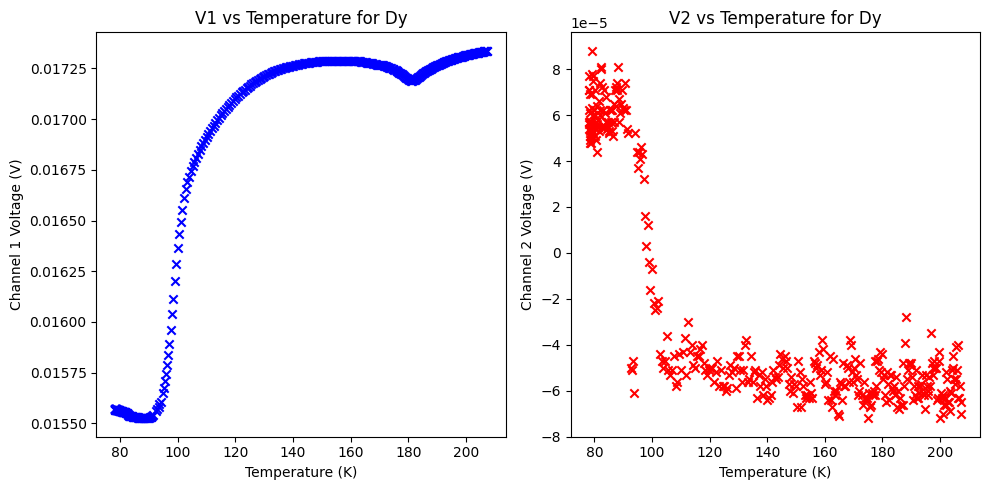 V1 vs Temperature for Dy
Channel 1 Voltage (V)
0.01725
0.01700
0.01675
0.01650
0.01625
0.01600
0.01575
0.01550
80 100 120 140 160 180 200
Temperature (K)
V2 vs Temperature for Dy
1e−5
Channel 2 Voltage (V)
8
6
4
2
0
−2
−4
−6
−8
80 100 120 140 160 180 200
Temperature (K)